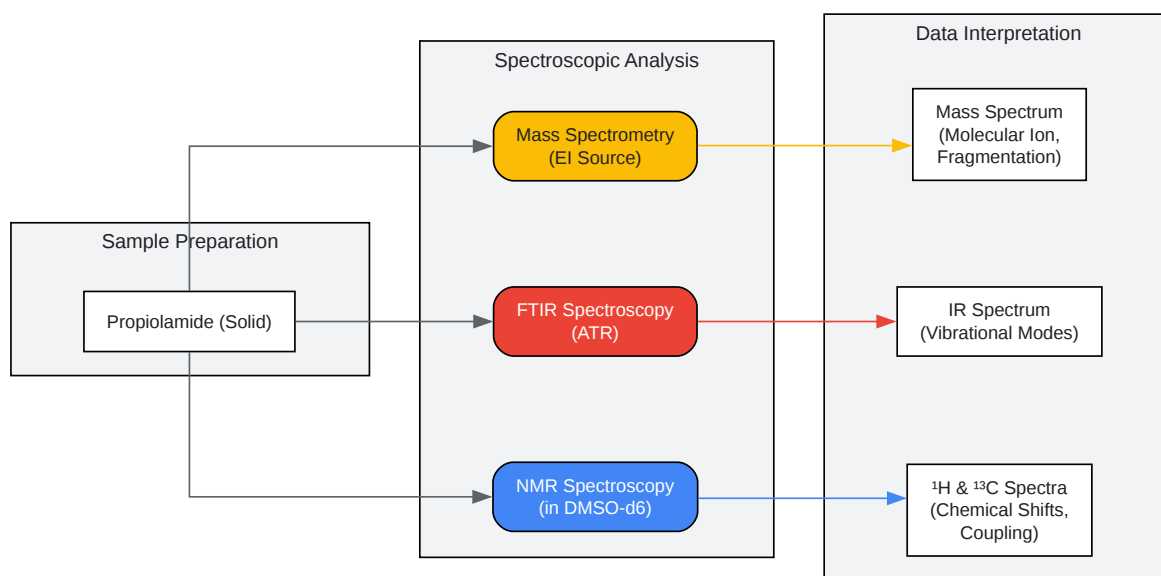 Sample Preparation
Propiolamide (Solid)
Spectroscopic Analysis
Mass Spectrometry
(EI Source)
FTIR Spectroscopy
(ATR)
NMR Spectroscopy
(in DMSO-d6)
Data Interpretation
Mass Spectrum
(Molecular Ion,
Fragmentation)
IR Spectrum
(Vibrational Modes)
¹H & ¹³C Spectra
(Chemical Shifts,
Coupling)